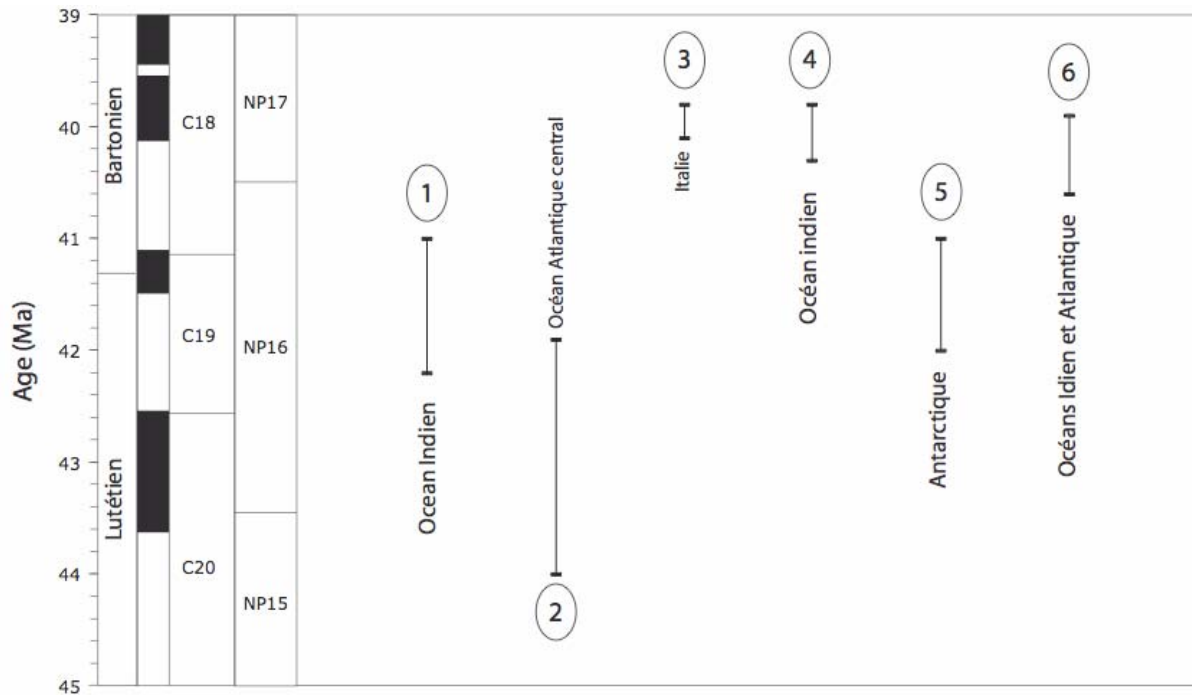 Age (Ma)
39
40
41
42
43
44
45
Bartonien
Lutétien
C18
C19
C20
NP17
NP16
NP15
1
Ocean Indien
Océan Atlantique central
2
3
Italie
4
Océan indien
5
Antarctique
6
Océans Idien et Atlantique